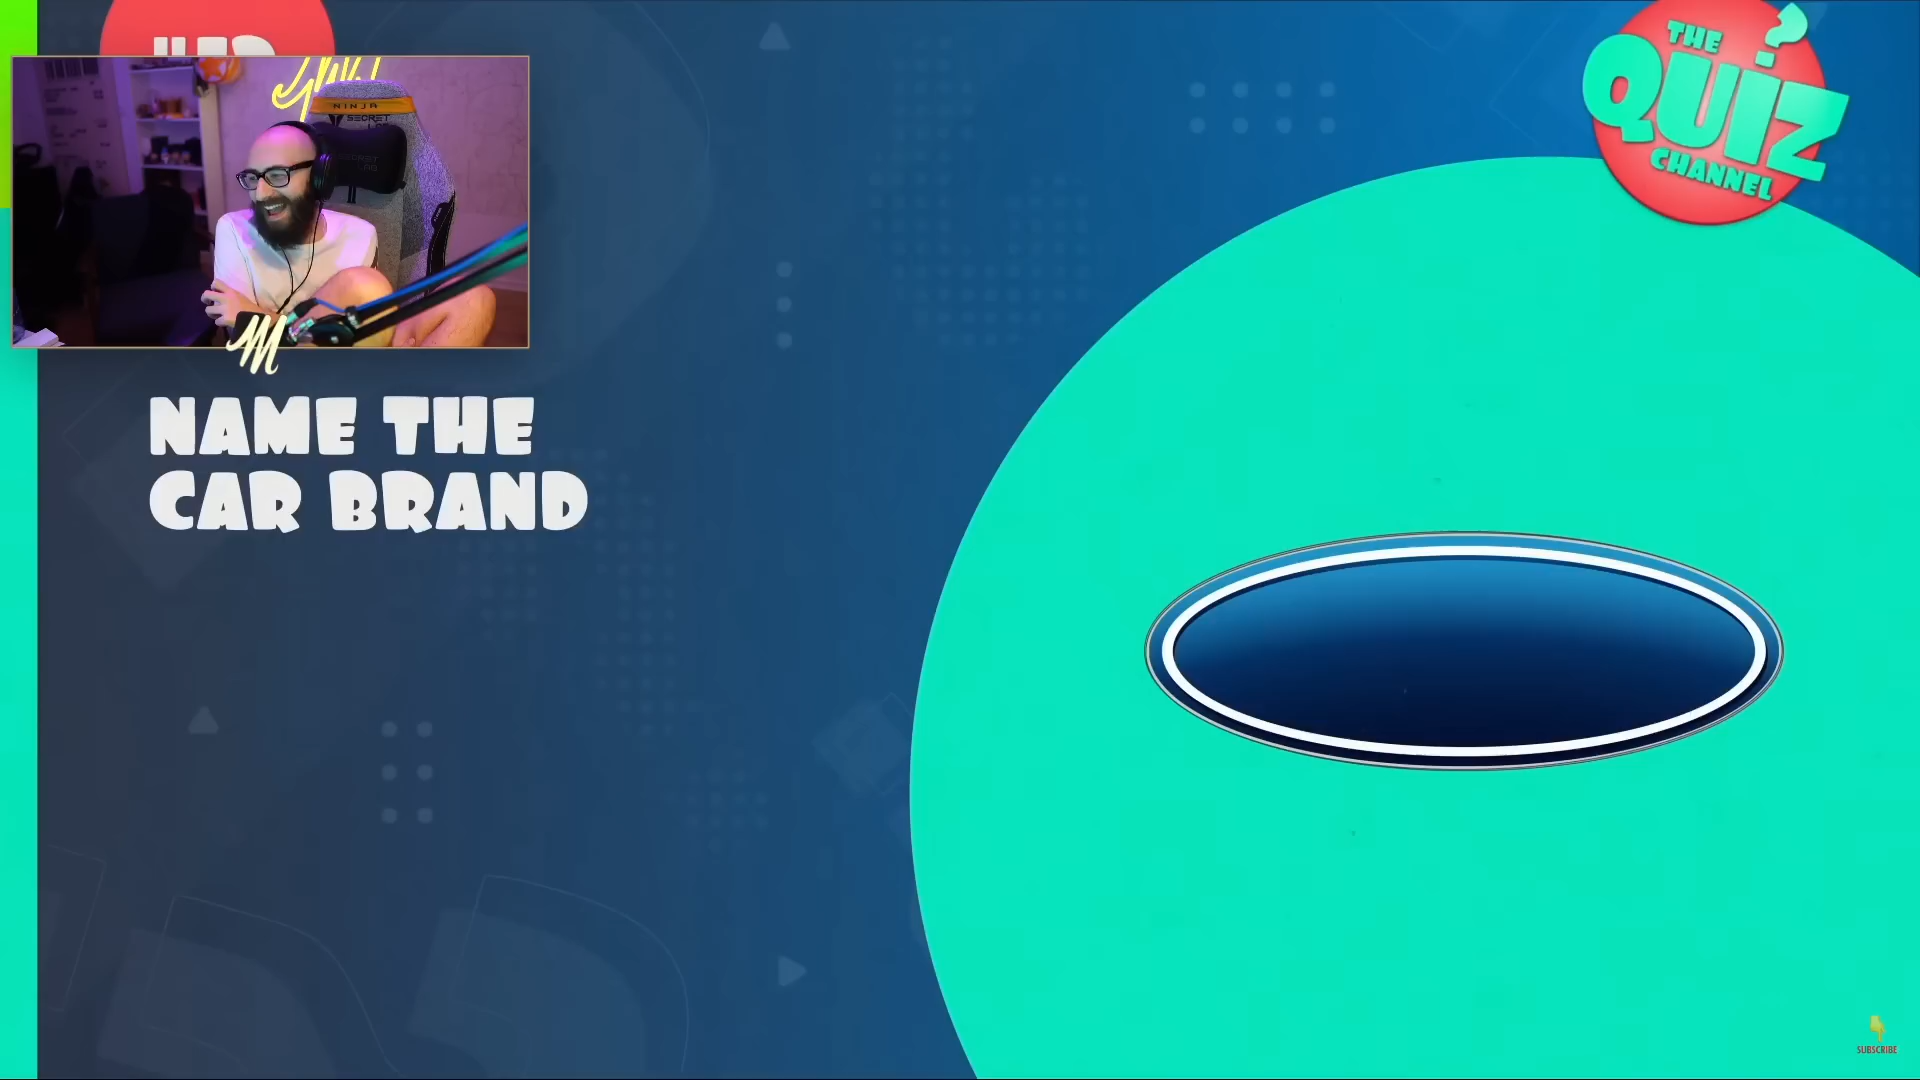 THE
QUIZ
CHANNEL
NINJA
SECRET
NAME THE
CAR BRAND
SUBSCRIBE